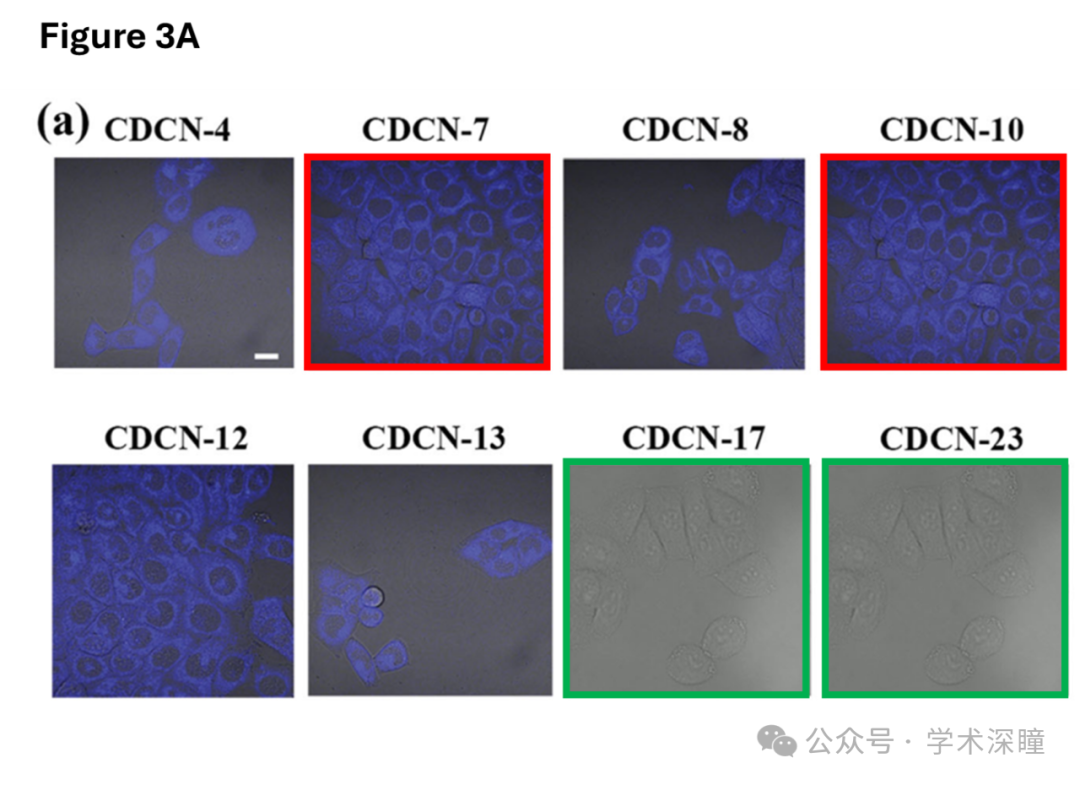 Figure 3A
(a) CDCN-4 CDCN-7 CDCN-8 CDCN-10
CDCN-12 CDCN-13 CDCN-17 CDCN-23
公众号 · 学术深瞳